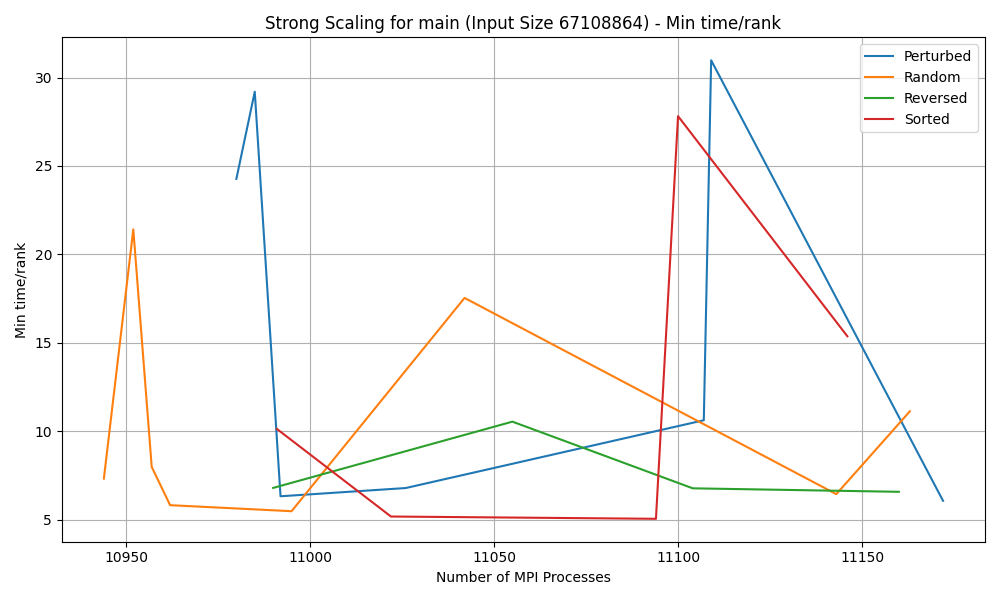 Strong Scaling for main (Input Size 67108864) - Min time/rank
Perturbed
Random
Reversed
Sorted
30
25
20
15
10
5
Min time/rank
10950
11000
11050
11100
11150
Number of MPI Processes